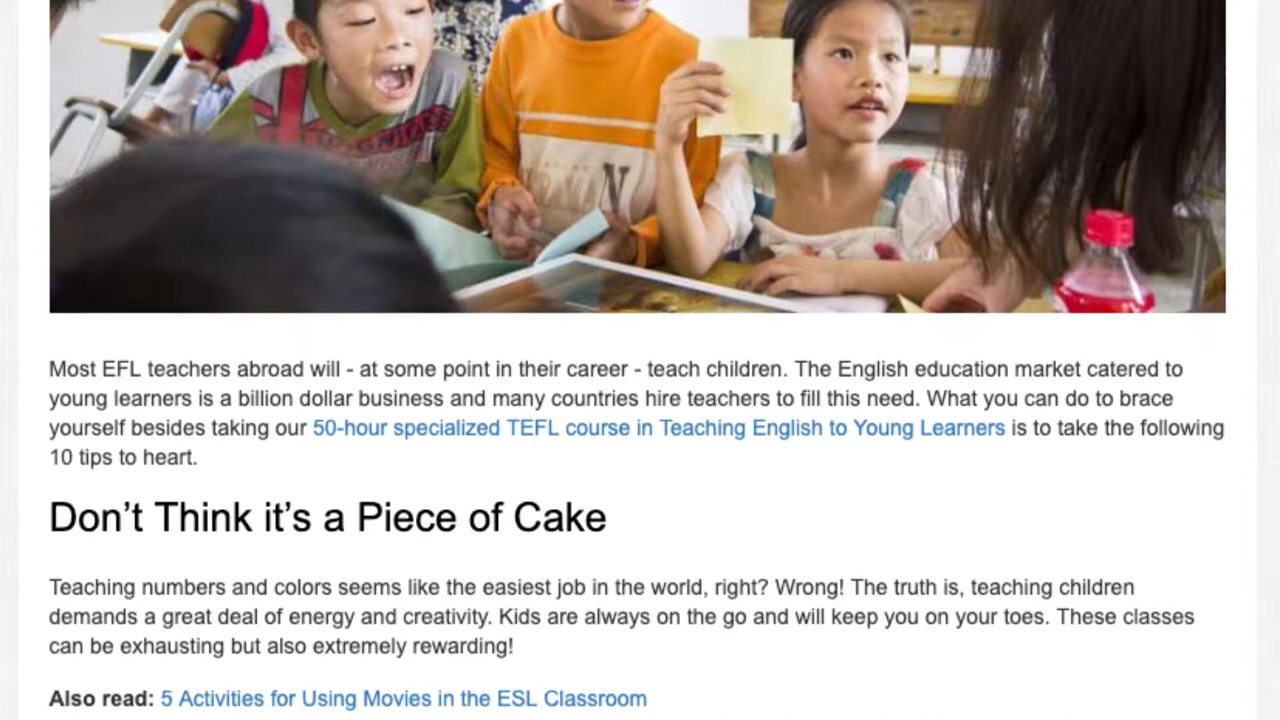 N
Most EFL teachers abroad will - at some point in their career - teach children. The English education market catered to
young learners is a billion dollar business and many countries hire teachers to fill this need. What you can do to brace
yourself besides taking our 50-hour specialized TEFL course in Teaching English to Young Learners is to take the following
10 tips to heart.
Don’t Think it’s a Piece of Cake
Teaching numbers and colors seems like the easiest job in the world, right? Wrong! The truth is, teaching children
demands a great deal of energy and creativity. Kids are always on the go and will keep you on your toes. These classes
can be exhausting but also extremely rewarding!
Also read: 5 Activities for Using Movies in the ESL Classroom